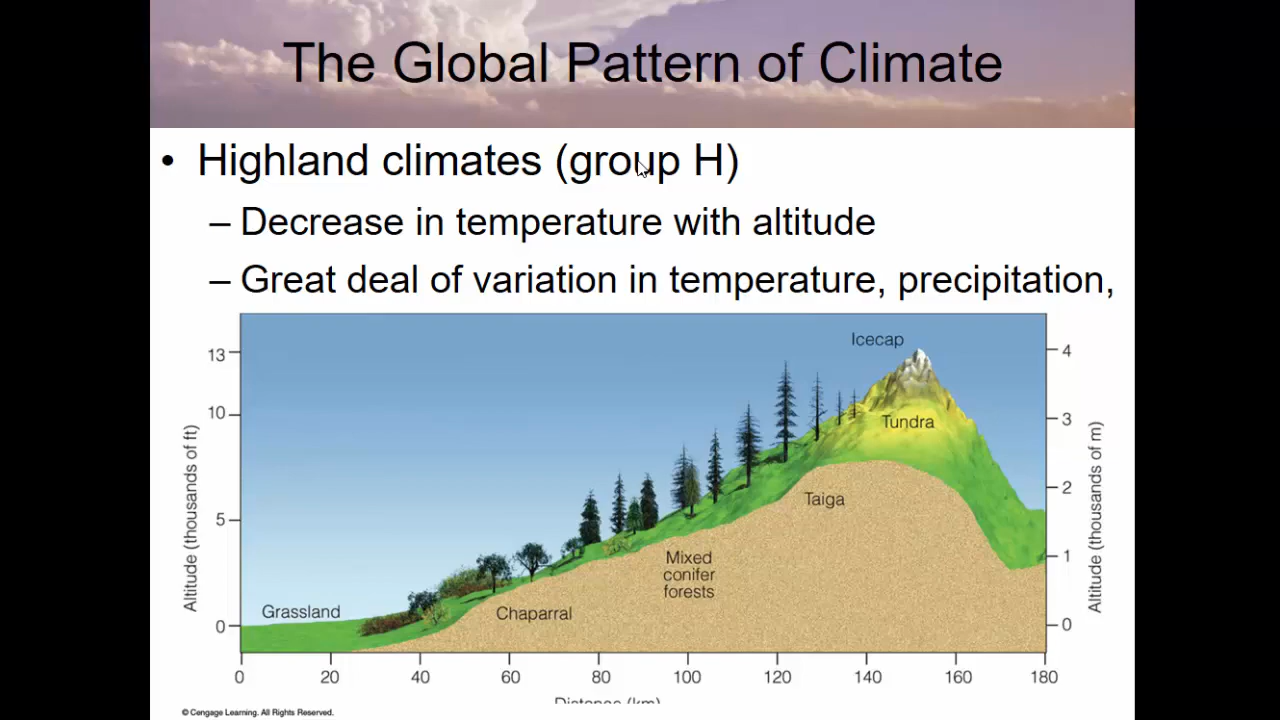 The Global Pattern of Climate
• Highland climates (group H)
– Decrease in temperature with altitude
– Great deal of variation in temperature, precipitation,
Icecap
13
4
10
3
Tundra
Altitude (thousands of ft)
Altitude (thousands of m)
2
Taiga
5
1
Mixed
conifer
forests
Grassland
Chaparral
0
0
0 20 40 60 80 100 120 140 160 180
Distance (km)
© Cengage Learning. All Rights Reserved.